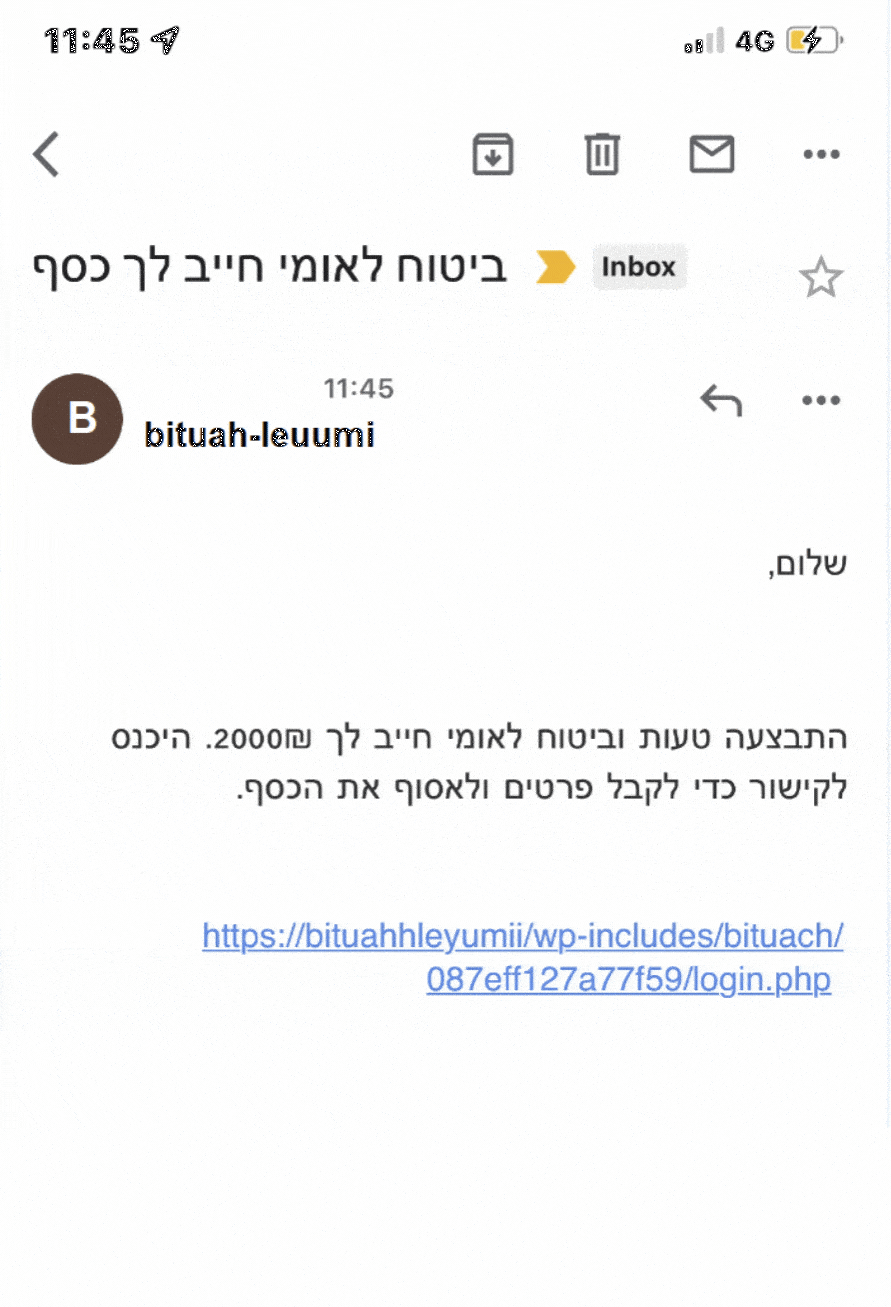 11:45
4G
ביטוח לאומי חייב לך כסף Inbox
11:45
B
bituah-leuumi
שלום,
התבצעה טעות וביטוח לאומי חייב לך 2000₪. היכנס
לקישור כדי לקבל פרטים ולאסוף את הכסף.
https://bituahhleyumii/wp-includes/bituach/
087eff127a77f59/login.php